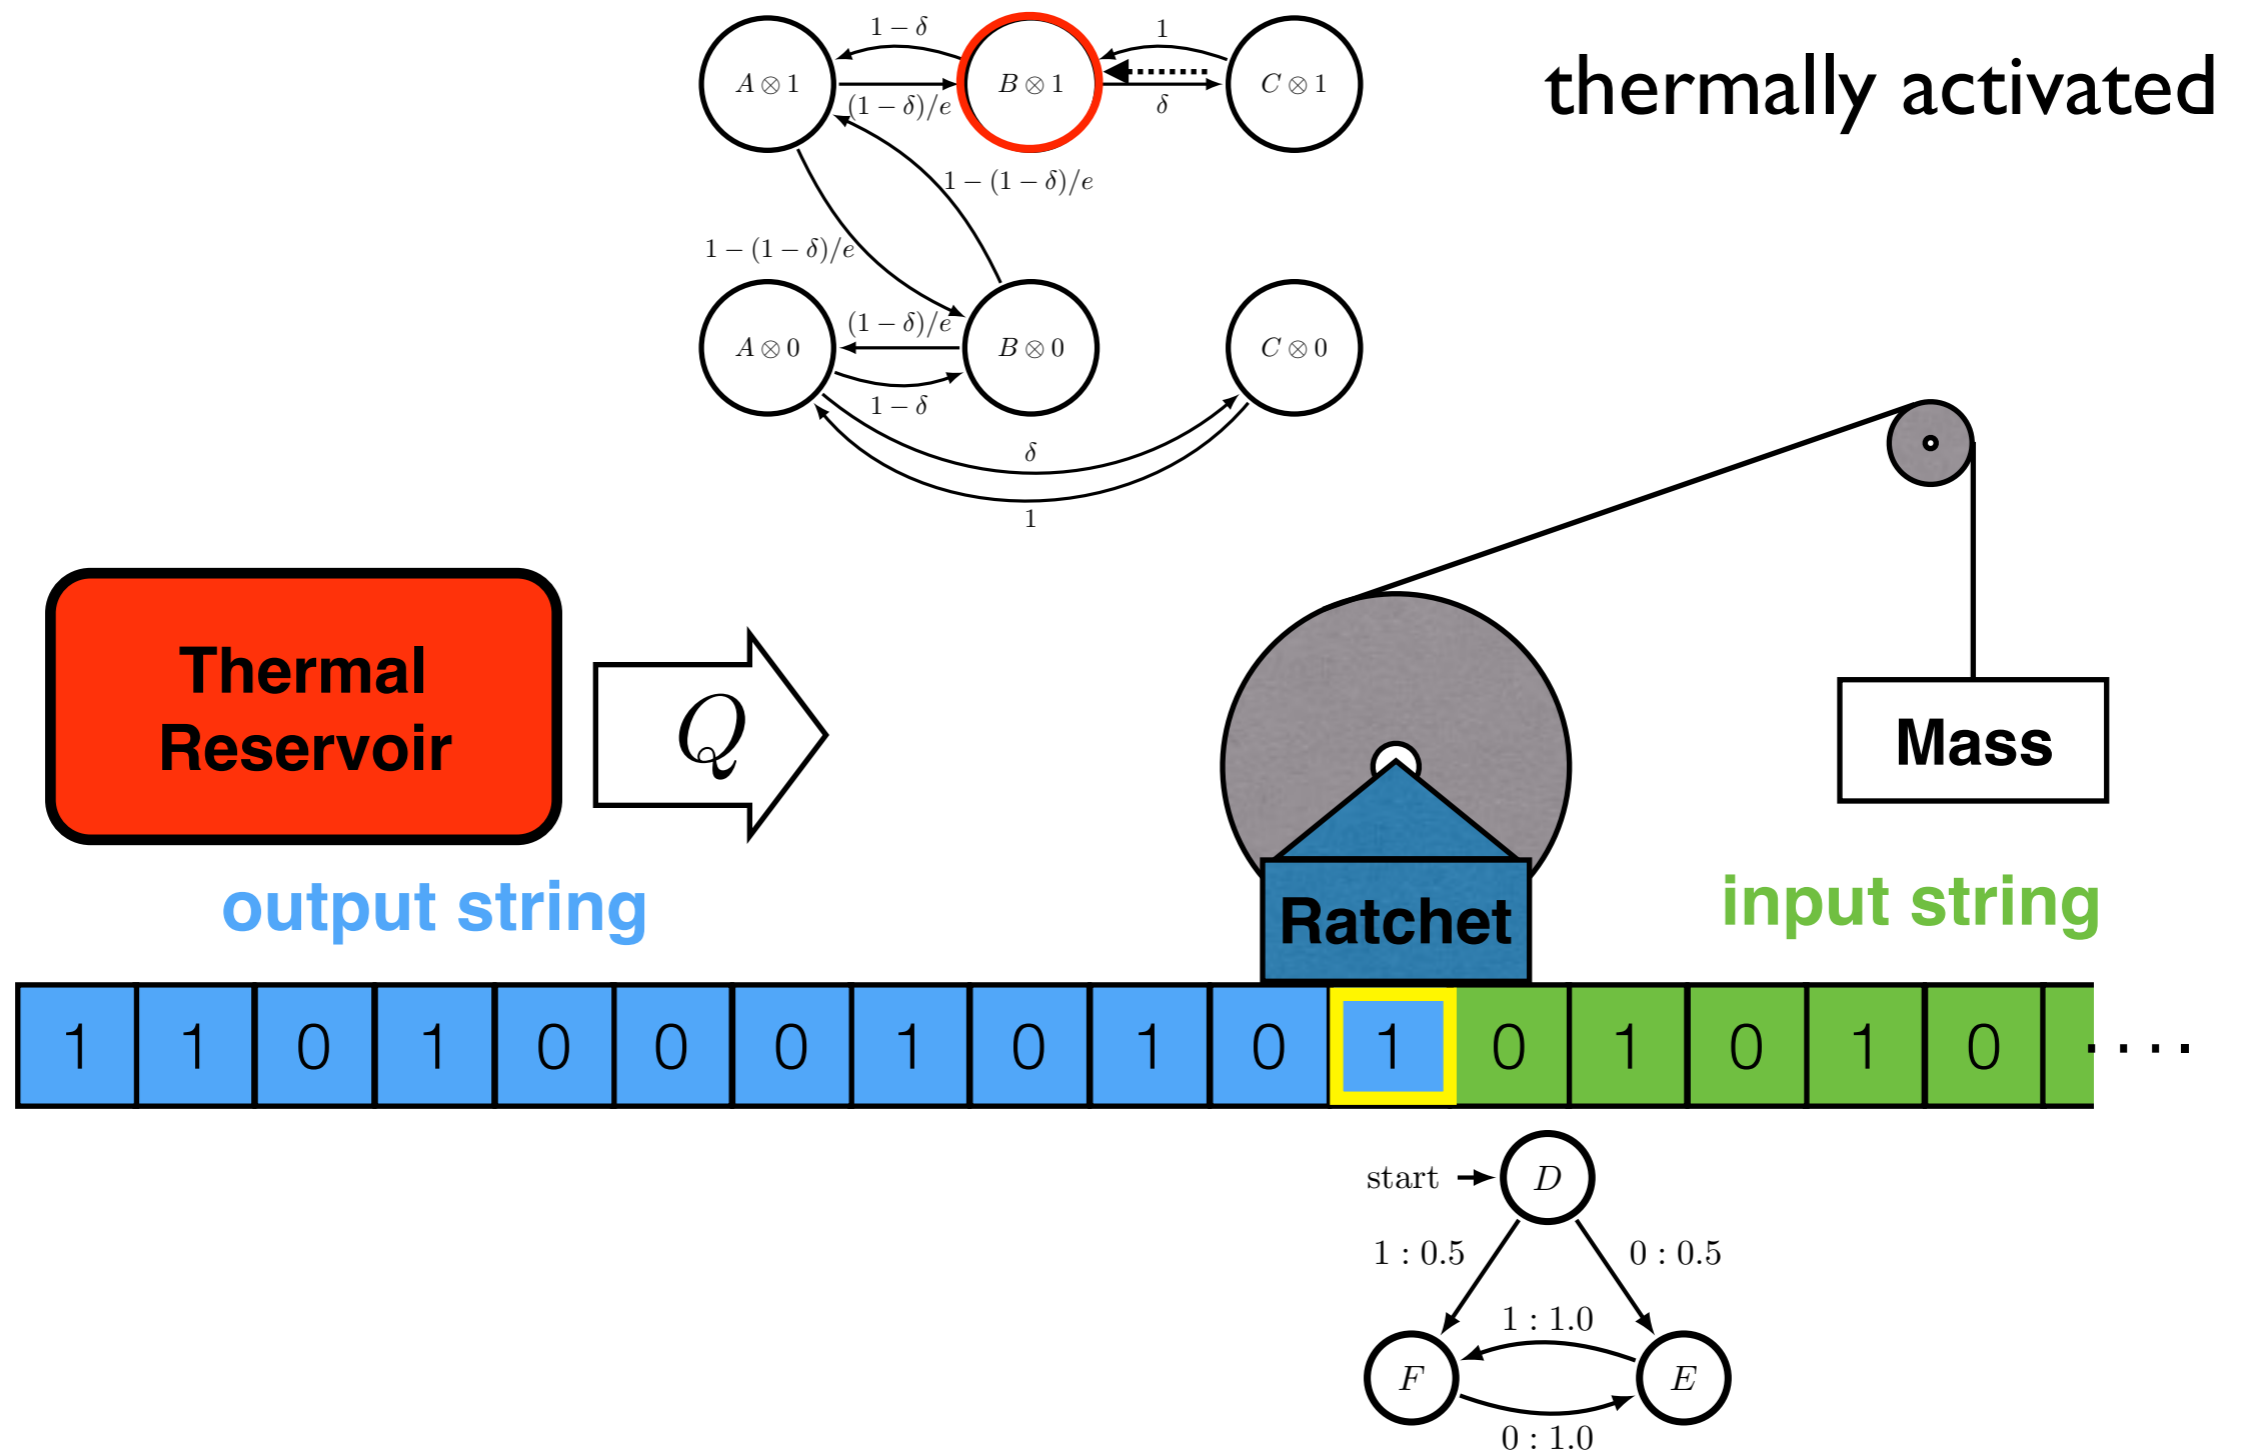 1 − δ
1
A ⊗ 1
B ⊗ 1
C ⊗ 1
thermally activated
(1 − δ)/e
δ
1 − (1 − δ)/e
1 − (1 − δ)/e
(1 − δ)/e
A ⊗ 0
B ⊗ 0
C ⊗ 0
1 − δ
δ
1
Thermal
Reservoir
Q
Mass
output string
Ratchet
input string
1 1 0 1 0 0 0 1 0 1 0 1 0 1 0 1 0 ....
start
D
1 : 0.5
0 : 0.5
1 : 1.0
F
E
0 : 1.0